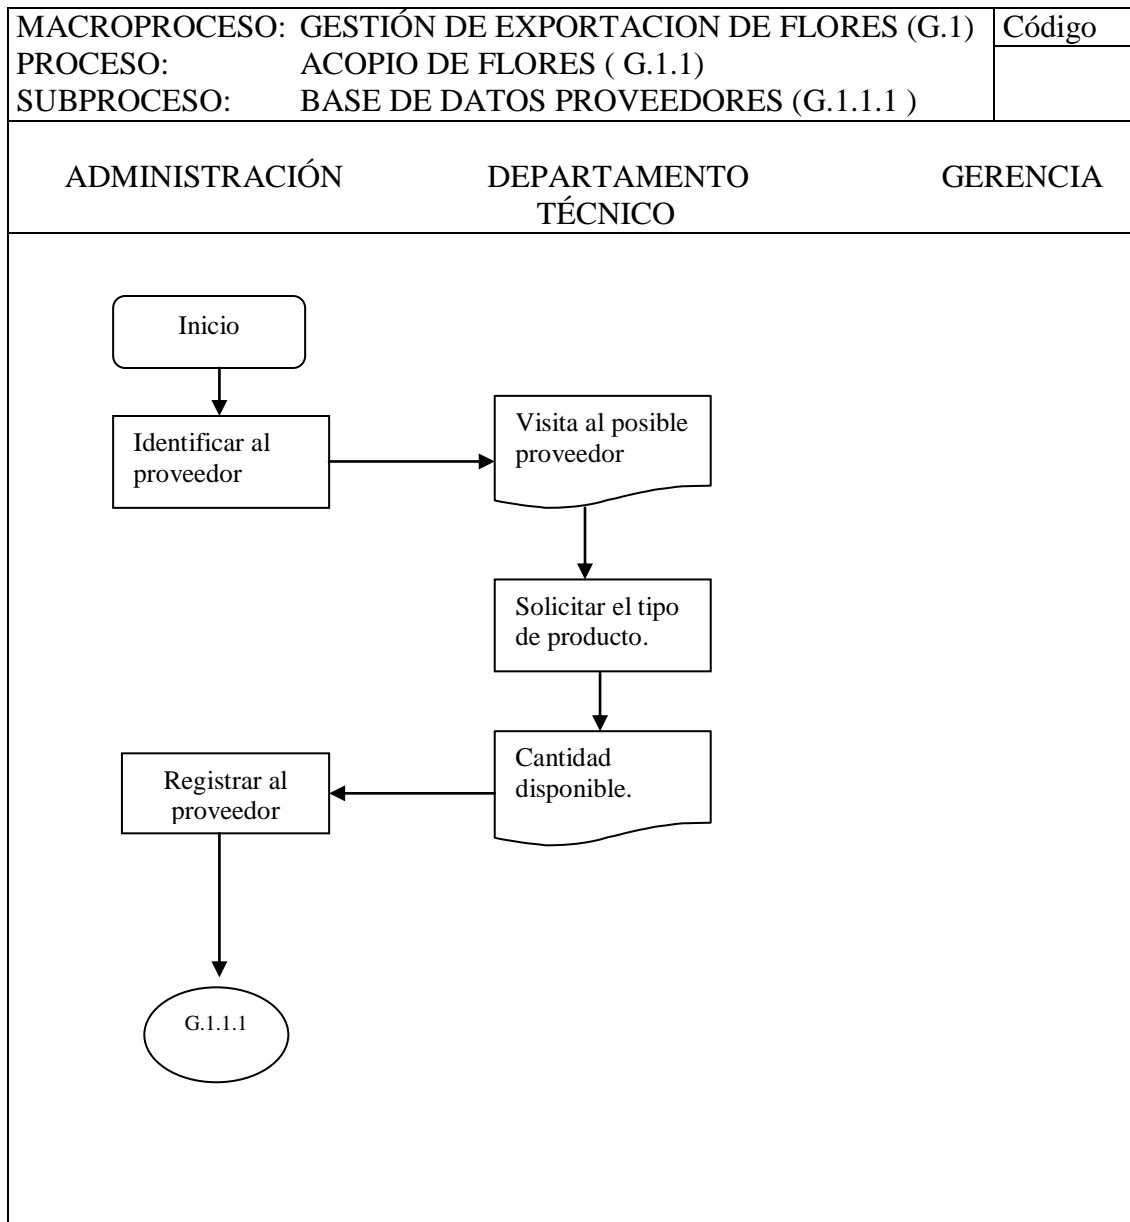 MACROPROCESO: GESTIÓN DE EXPORTACION DE FLORES (G.1)
Código
PROCESO: ACOPIO DE FLORES ( G.1.1)
SUBPROCESO: BASE DE DATOS PROVEEDORES (G.1.1.1 )
ADMINISTRACIÓN
DEPARTAMENTO
TÉCNICO
GERENCIA
Inicio
Identificar al
proveedor
Visita al posible
proveedor
Solicitar el tipo
de producto.
Cantidad
disponible.
Registrar al
proveedor
G.1.1.1